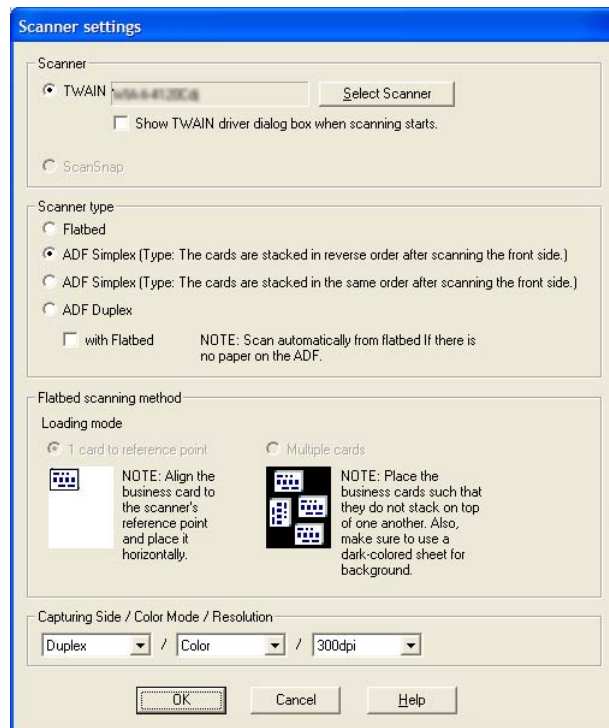 Scanner settings
Scanner
TWAIN
Select Scanner
Show TWAIN driver dialog box when scanning starts.
ScanSnap
Scanner type
Flatbed
ADF Simplex (Type: The cards are stacked in reverse order after scanning the front side.)
ADF Simplex (Type: The cards are stacked in the same order after scanning the front side.)
ADF Duplex
with Flatbed
NOTE: Scan automatically from flatbed If there is
no paper on the ADF.
Flatbed scanning method
Loading mode
1 card to reference point
NOTE: Align the
business card to
the scanner's
reference point
and place it
horizontally.
Multiple cards
NOTE: Place the
business cards such that
they do not stack on top
of one another. Also,
make sure to use a
dark-colored sheet for
background.
Capturing Side / Color Mode / Resolution
Duplex / Color / 300dpi
OK Cancel Help